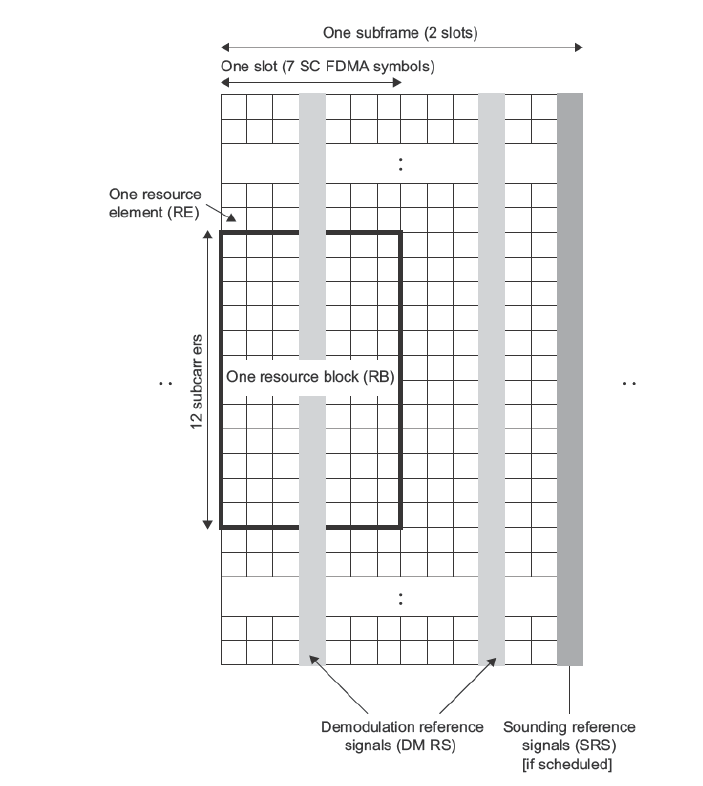 One subframe (2 slots)
One slot (7 SC FDMA symbols)
:
One resource
element (RE)
12 subcarr ers
One resource block (RB)
. .
. .
:
Demodulation reference
signals (DM RS)
Sounding reference
signals (SRS)
[if scheduled]